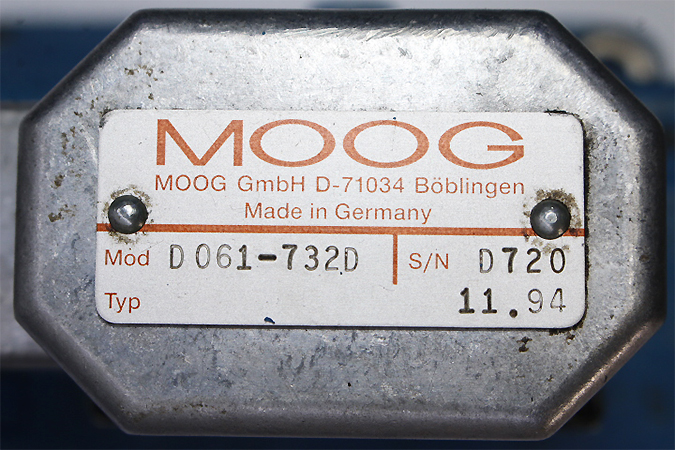 MOOG
MOOG GmbH D-71034 Böblingen
Made in Germany
Mod D061-732D S/N D720
Typ 11.94